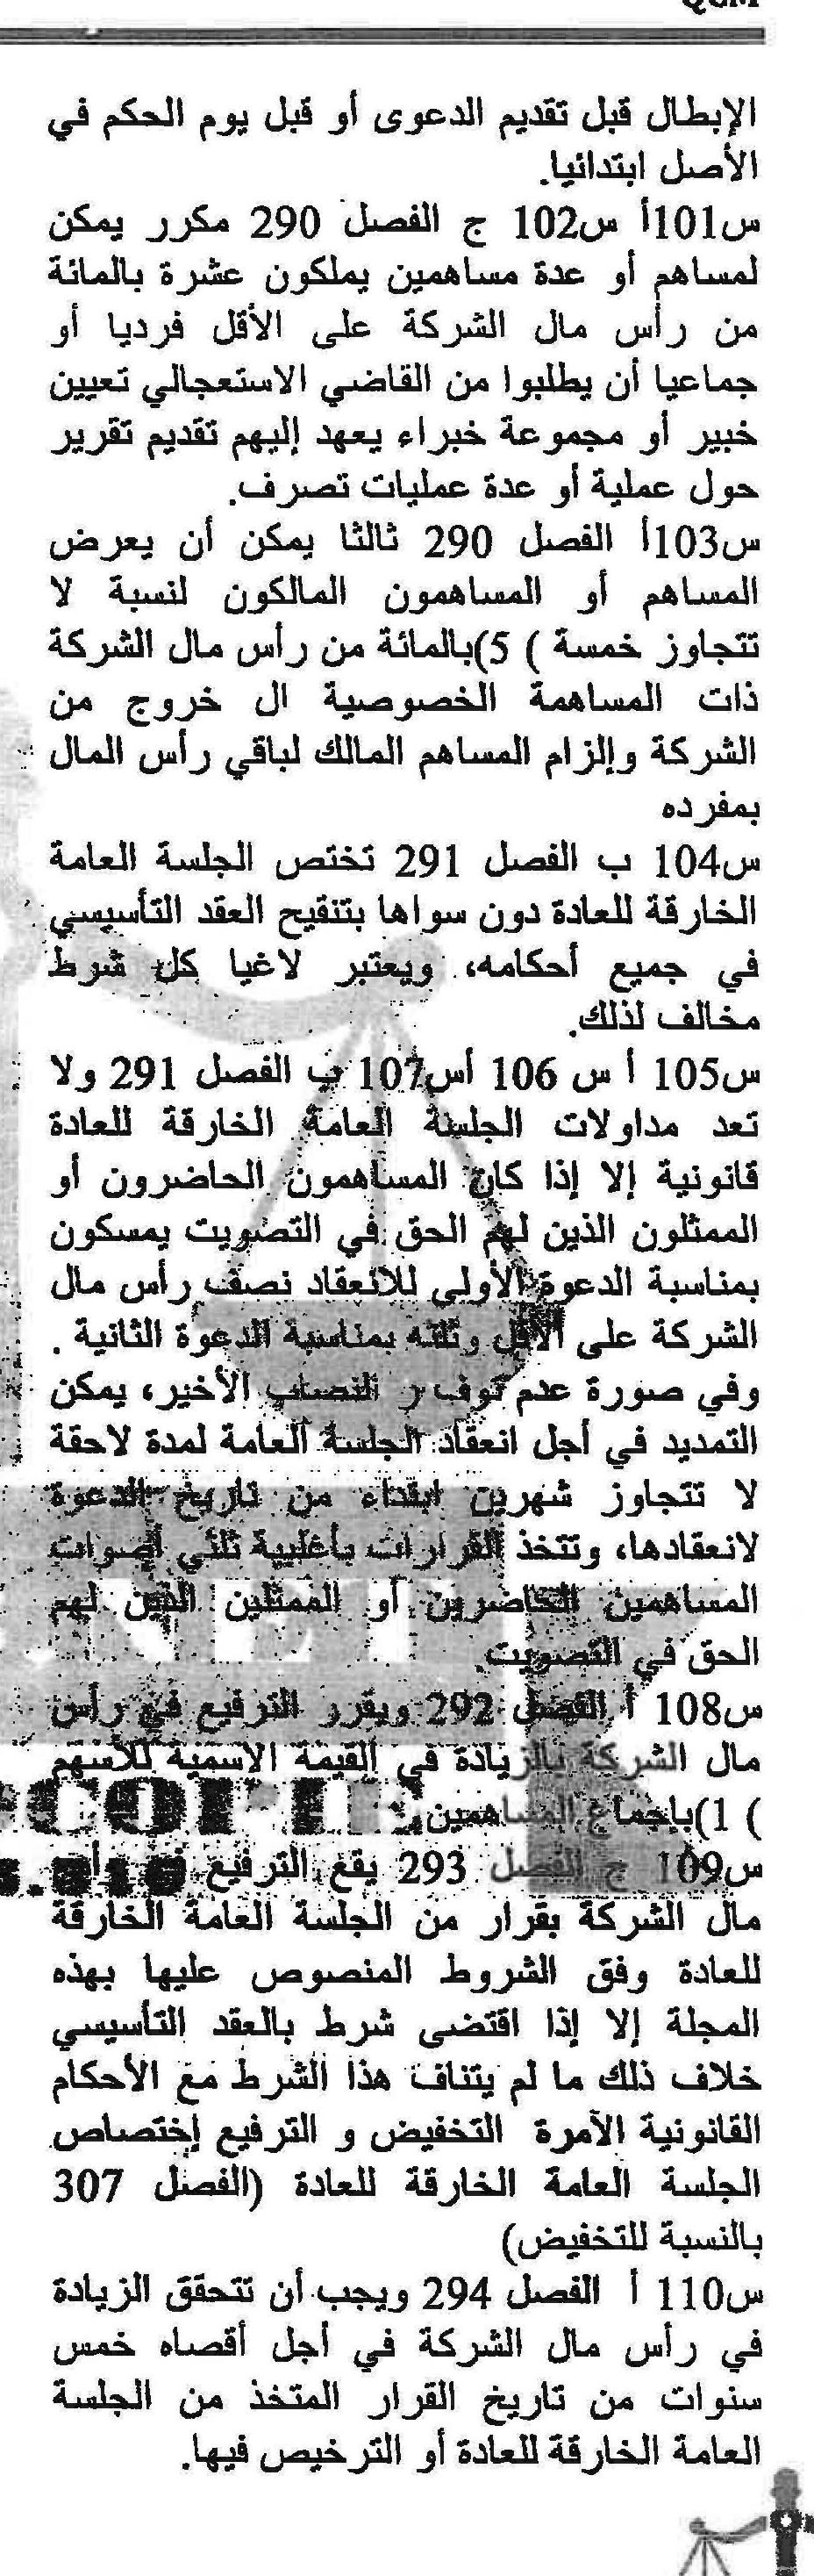 QCM
الإبطال قبل تقديم الدعوى أو قبل يوم الحكم في
الأصل ابتدائيا.
س101أ س102 ج الفصل 290 مكرر يمكن
لمساهم أو عدة مساهمين يملكون عشرة بالمائة
من رأس مال الشركة على الأقل فرديا أو
جماعيا أن يطلبوا من القاضي الاستعجالي تعيين
خبير أو مجموعة خبراء يعهد إليهم تقديم تقرير
حول عملية أو عدة عمليات تصرف.
س103أ الفصل 290 ثالثا يمكن أن يعرض
المساهم أو المساهمون المالكون لنسبة لا
تتجاوز خمسة ) 5)بالمائة من رأس مال الشركة
ذات المساهمة الخصوصية ال خروج من
الشركة وإلزام المساهم المالك لباقي رأس المال
بمفرده
س104 ب الفصل 291 تختص الجلسة العامة
الخارقة للعادة دون سواها بتنقيح العقد التأسيسي
في جميع أحكامه، ويعتبر لاغيا كل شرط
مخالف لذلك.
س105 أ س 106 أس107 ب الفصل 291 ولا
تعد مداولات الجلسة العامة الخارقة للعادة
قانونية إلا إذا كان المساهمون الحاضرون أو
الممثلون الذين لهم الحق في التصويت يمسكون
بمناسبة الدعوة الأولى للانعقاد نصف رأس مال
الشركة على الأقل وثلثه بمناسبة الدعوة الثانية .
وفي صورة عدم توف ر النصاب الأخير، يمكن
التمديد في أجل انعقاد الجلسة العامة لمدة لاحقة
لا تتجاوز شهرين ابتداء من تاريخ الدعوة
لانعقادها، وتتخذ القرارات بأغلبية ثلثي أصوات
المساهمين الحاضرين أو الممثلين الذين لهم
الحق في التصويت.
س108 أ الفصل 292 ويقرر الترفيع في رأس
مال الشركة بالزيادة في القيمة الاسمية للأسهم
) 1)بإجماع المساهمين.
س109 ج الفصل 293 يقع الترفيع في رأس
مال الشركة بقرار من الجلسة العامة الخارقة
للعادة وفق الشروط المنصوص عليها بهذه
المجلة إلا إذا اقتضى شرط بالعقد التأسيسي
خلاف ذلك ما لم يتناف هذا الشرط مع الأحكام
القانونية الآمرة التخفيض و الترفيع إختصاص
الجلسة العامة الخارقة للعادة (الفصل 307
بالنسبة للتخفيض)
س110 أ الفصل 294 ويجب أن تتحقق الزيادة
في رأس مال الشركة في أجل أقصاه خمس
سنوات من تاريخ القرار المتخذ من الجلسة
العامة الخارقة للعادة أو الترخيص فيها.